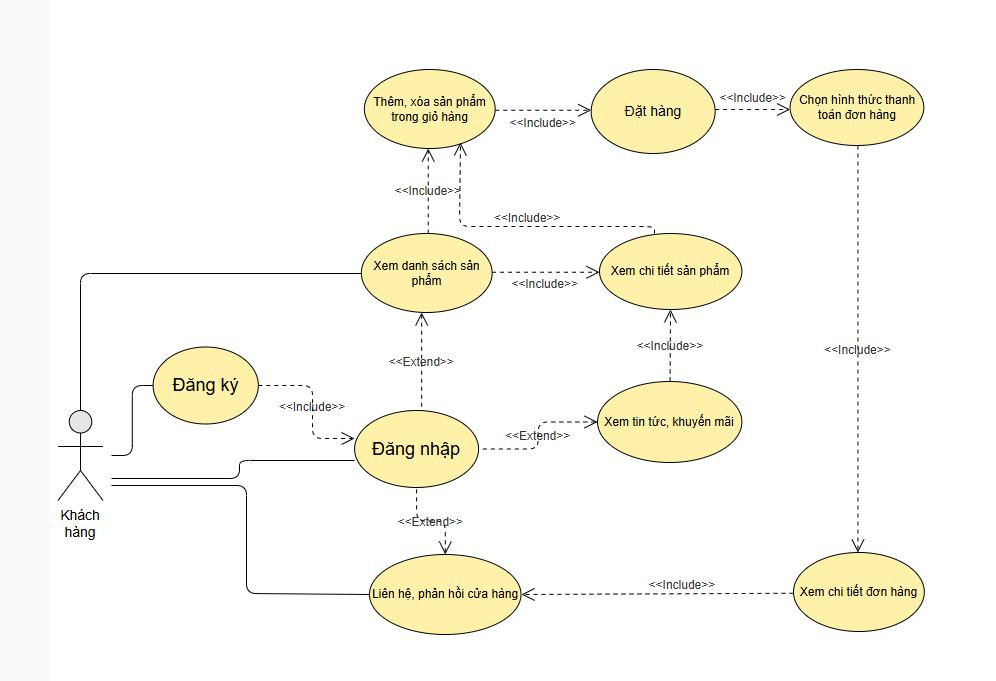 Thêm, xóa sản phẩm
trong giỏ hàng
<<Include>>
Đặt hàng
<<Include>>
Chọn hình thức thanh
toán đơn hàng
<<Include>>
<<Include>>
Xem danh sách sản
phẩm
<<Include>>
Xem chi tiết sản phẩm
<<Extend>>
<<Include>>
<<Include>>
Đăng ký
<<Include>>
Đăng nhập
<<Extend>>
Xem tin tức, khuyến mãi
Khách
hàng
<<Extend>>
Liên hệ, phản hồi cửa hàng
<<Include>>
Xem chi tiết đơn hàng